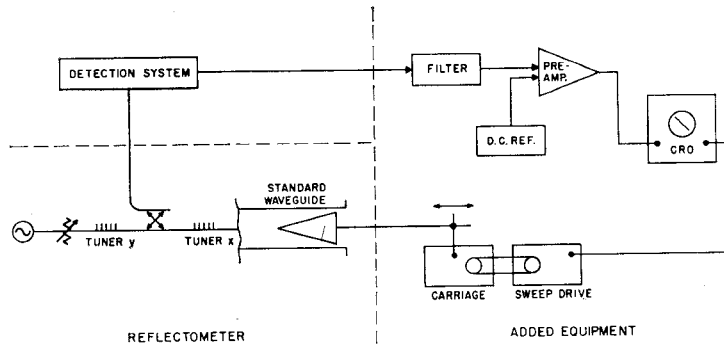 DETECTION SYSTEM
FILTER
PRE-
AMP.
D.C. REF.
CRO
STANDARD
WAVEGUIDE
TUNER y
TUNER x
CARRIAGE
SWEEP DRIVE
REFLECTOMETER
ADDED EQUIPMENT